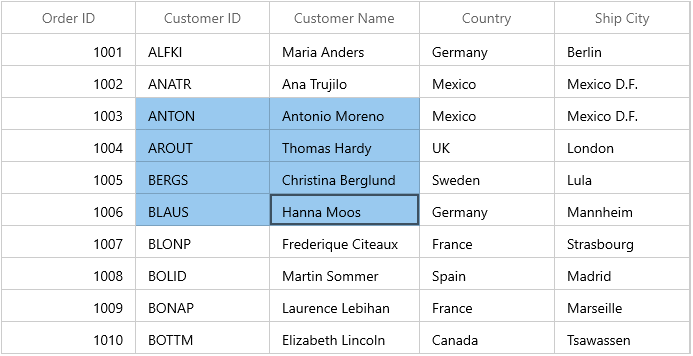 Order ID Customer ID Customer Name Country Ship City
1001 ALFKI Maria Anders Germany Berlin
1002 ANATR Ana Trujilo Mexico Mexico D.F.
1003 ANTON Antonio Moreno Mexico Mexico D.F.
1004 AROUT Thomas Hardy UK London
1005 BERGS Christina Berglund Sweden Lula
1006 BLAUS Hanna Moos Germany Mannheim
1007 BLONP Frederique Citeaux France Strasbourg
1008 BOLID Martin Sommer Spain Madrid
1009 BONAP Laurence Lebihan France Marseille
1010 BOTTM Elizabeth Lincoln Canada Tsawassen